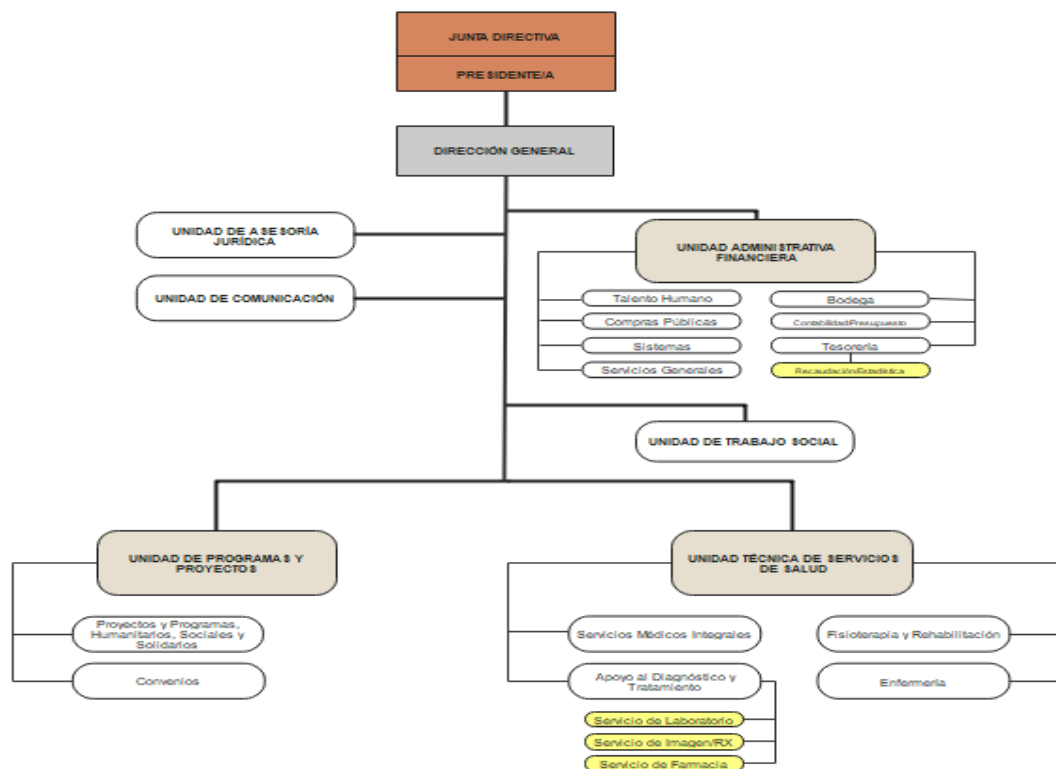 JUNTA DIRECTIVA
PRESIDENTE/A
DIRECCIÓN GENERAL
UNIDAD DE ASESORÍA
JURÍDICA
UNIDAD ADMINISTRATIVA
FINANCIERA
UNIDAD DE COMUNICACIÓN
Talento Humano
Bodega
Compras Públicas
Contabilidad/Presupuesto
Sistemas
Tesorería
Servicios Generales
Recaudación/Estadística
UNIDAD DE TRABAJO SOCIAL
UNIDAD DE PROGRAMAS Y
PROYECTOS
UNIDAD TÉCNICA DE SERVICIOS
DE SALUD
Proyectos y Programas,
Humanitarios, Sociales y
Solidarios
Convenios
Servicios Médicos Integrales
Fisioterapia y Rehabilitación
Apoyo al Diagnóstico y
Tratamiento
Enfermería
Servicio de Laboratorio
Servicio de Imagen/RX
Servicio de Farmacia